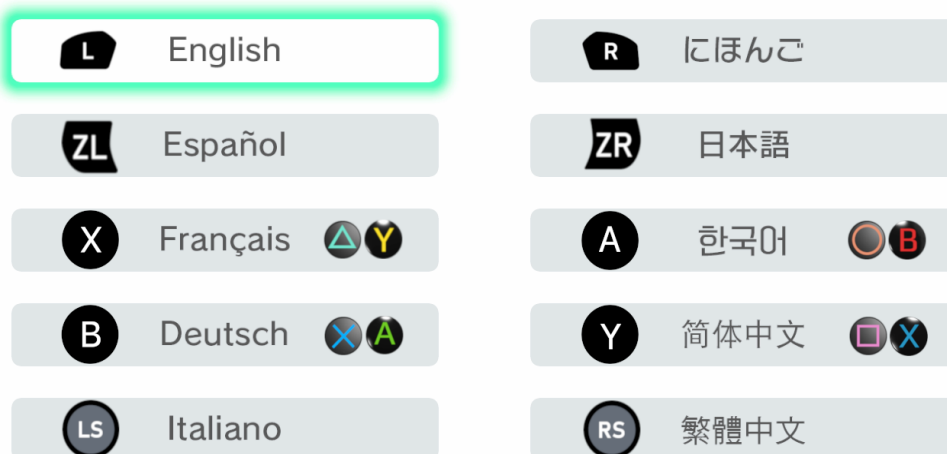 L English
R にほんご
ZL Español
ZR 日本語
X Français Y
A 한국어 B
B Deutsch A
Y 简体中文 X
LS Italiano
RS 繁體中文